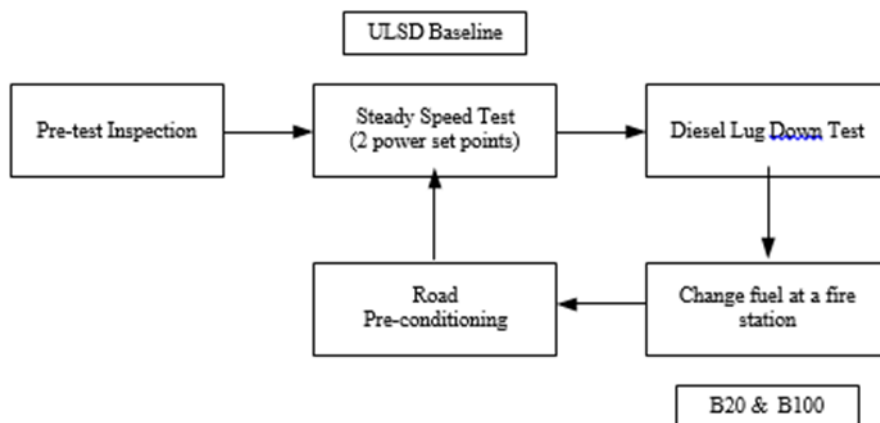 ULSD Baseline
Pre-test Inspection
Steady Speed Test
(2 power set points)
Diesel Lug Down Test
Road
Pre-conditioning
Change fuel at a fire
station
B20 & B100